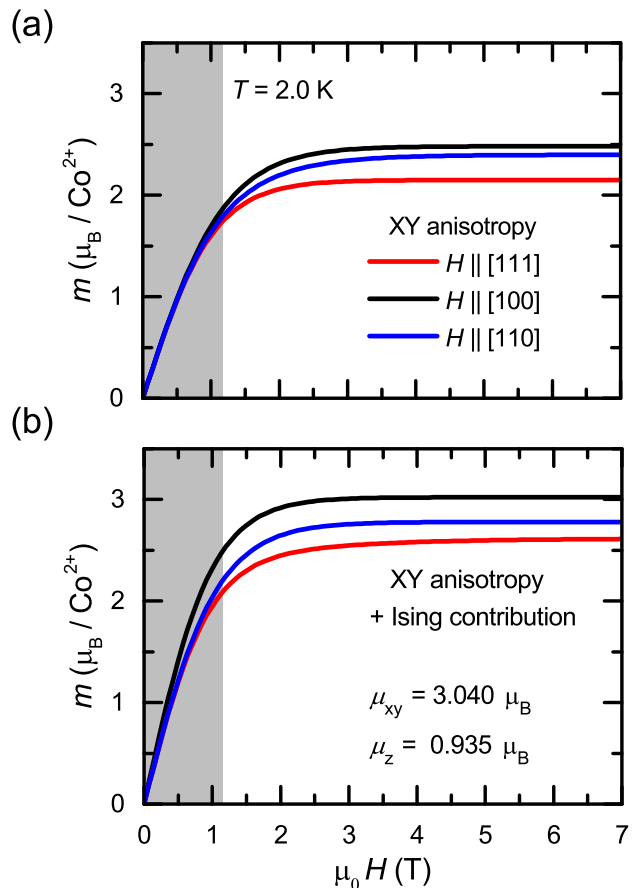 (a)
3
2
1
0
m (μB / Co2+)
T = 2.0 K
XY anisotropy
H || [111]
H || [100]
H || [110]
(b)
3
2
1
0
m (μB / Co2+)
XY anisotropy
+ Ising contribution
μxy = 3.040 μB
μz = 0.935 μB
0 1 2 3 4 5 6 7
μ0 H (T)